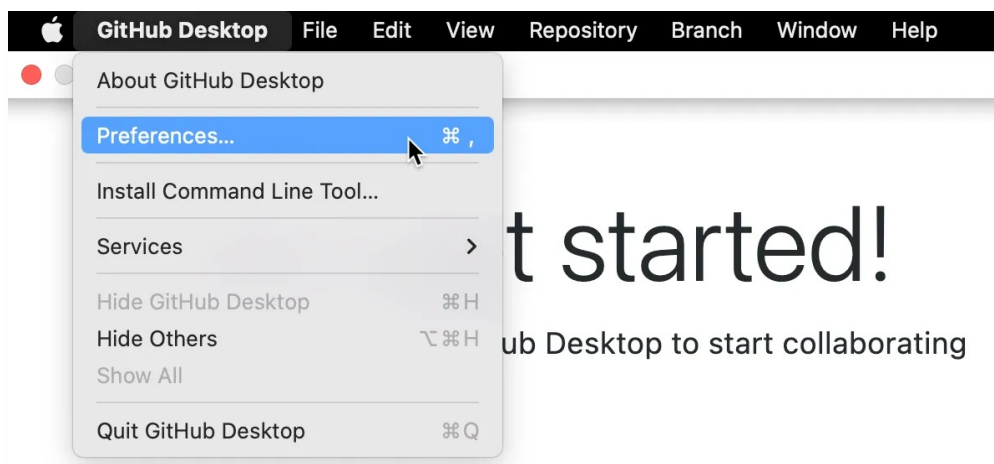 GitHub Desktop File Edit View Repository Branch Window Help
About GitHub Desktop
Preferences... ⌘ ,
Install Command Line Tool...
Services >
Hide GitHub Desktop ⌘H
Hide Others ⌥⌘H
Show All
Quit GitHub Desktop ⌘Q
t started!
ub Desktop to start collaborating